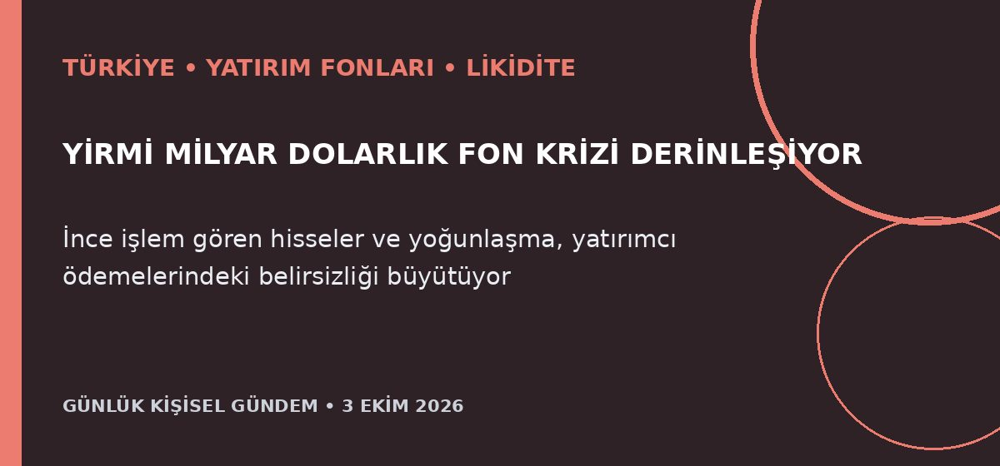 TÜRKİYE • YATIRIM FONLARI • LİKİDİTE
YİRMİ MİLYAR DOLARLIK FON KRİZİ DERİNLEŞİYOR
İnce işlem gören hisseler ve yoğunlaşma, yatırımcı
ödemelerindeki belirsizliği büyütüyor
GÜNLÜK KİŞİSEL GÜNDEM • 3 EKİM 2026